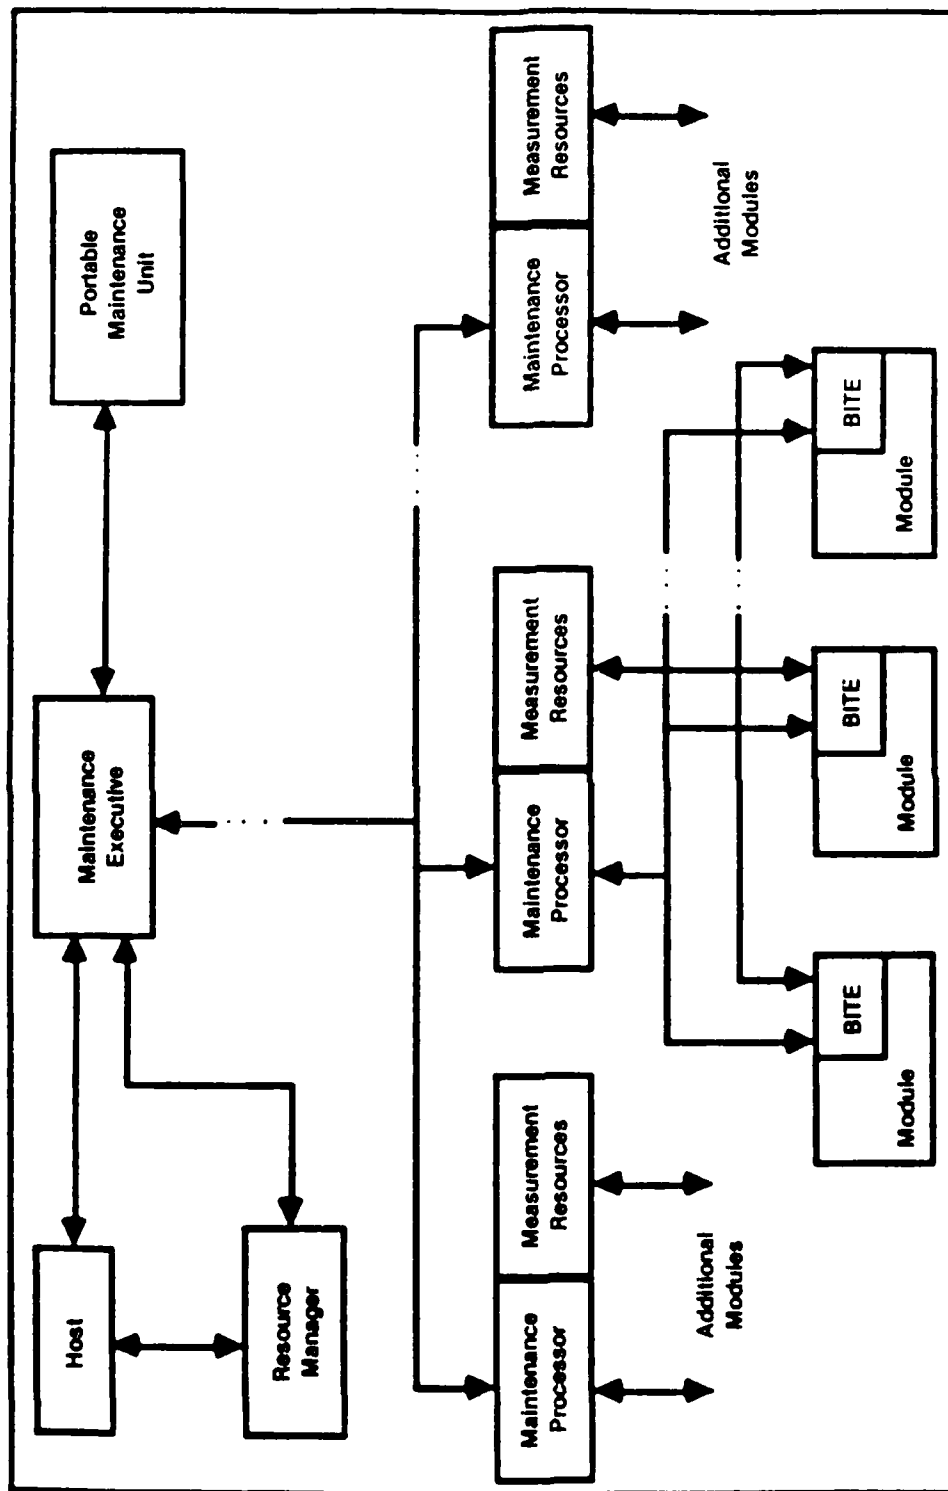 Host
Resource
Manager
Maintenance
Executive
Portable
Maintenance
Unit
Maintenance
Processor
Measurement
Resources
Maintenance
Processor
Measurement
Resources
Maintenance
Processor
Measurement
Resources
Additional
Modules
Additional
Modules
BITE
Module
BITE
Module
BITE
Module